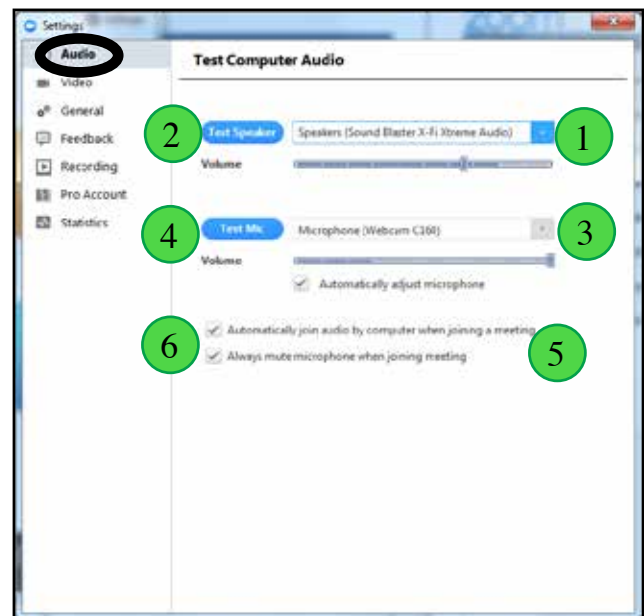 Settings
Audio
Test Computer Audio
Video
General
2
Test Speaker
Speakers (Sound Blaster X-Fi Xtreme Audio)
1
Feedback
Volume
Recording
Pro Account
Statistics
4
Test Mic
Microphone (Webcam C160)
3
Volume
Automatically adjust microphone
6
Automatically join audio by computer when joining a meeting
Always mute microphone when joining meeting
5